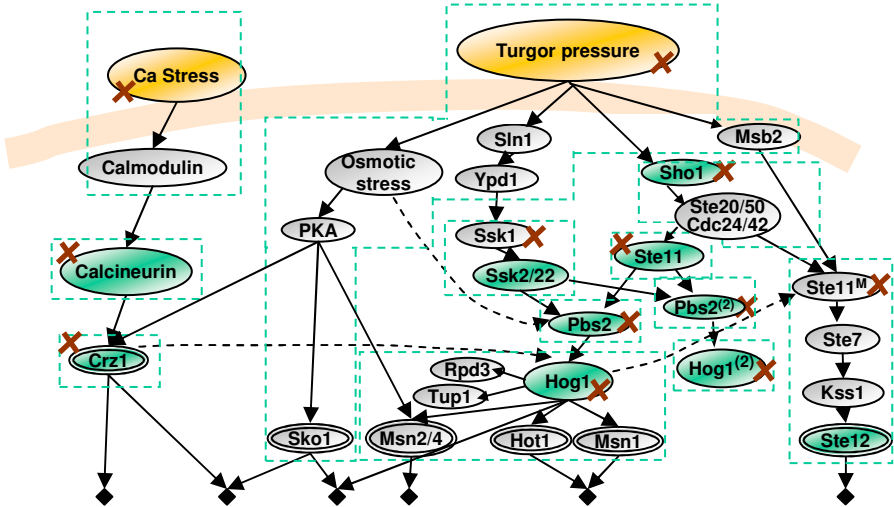 Turgor pressure
Ca Stress
Sln1
Msb2
Calmodulin
Osmotic
stress
Ypd1
Sho1
Ste20/50
Cdc24/42
PKA
Ssk1
Ste11
Calcineurin
Ssk2/22
Ste11M
Pbs2
Pbs2(2)
Ste7
Crz1
Rpd3
Hog1
Hog1(2)
Tup1
Kss1
Sko1
Msn2/4
Hot1
Msn1
Ste12